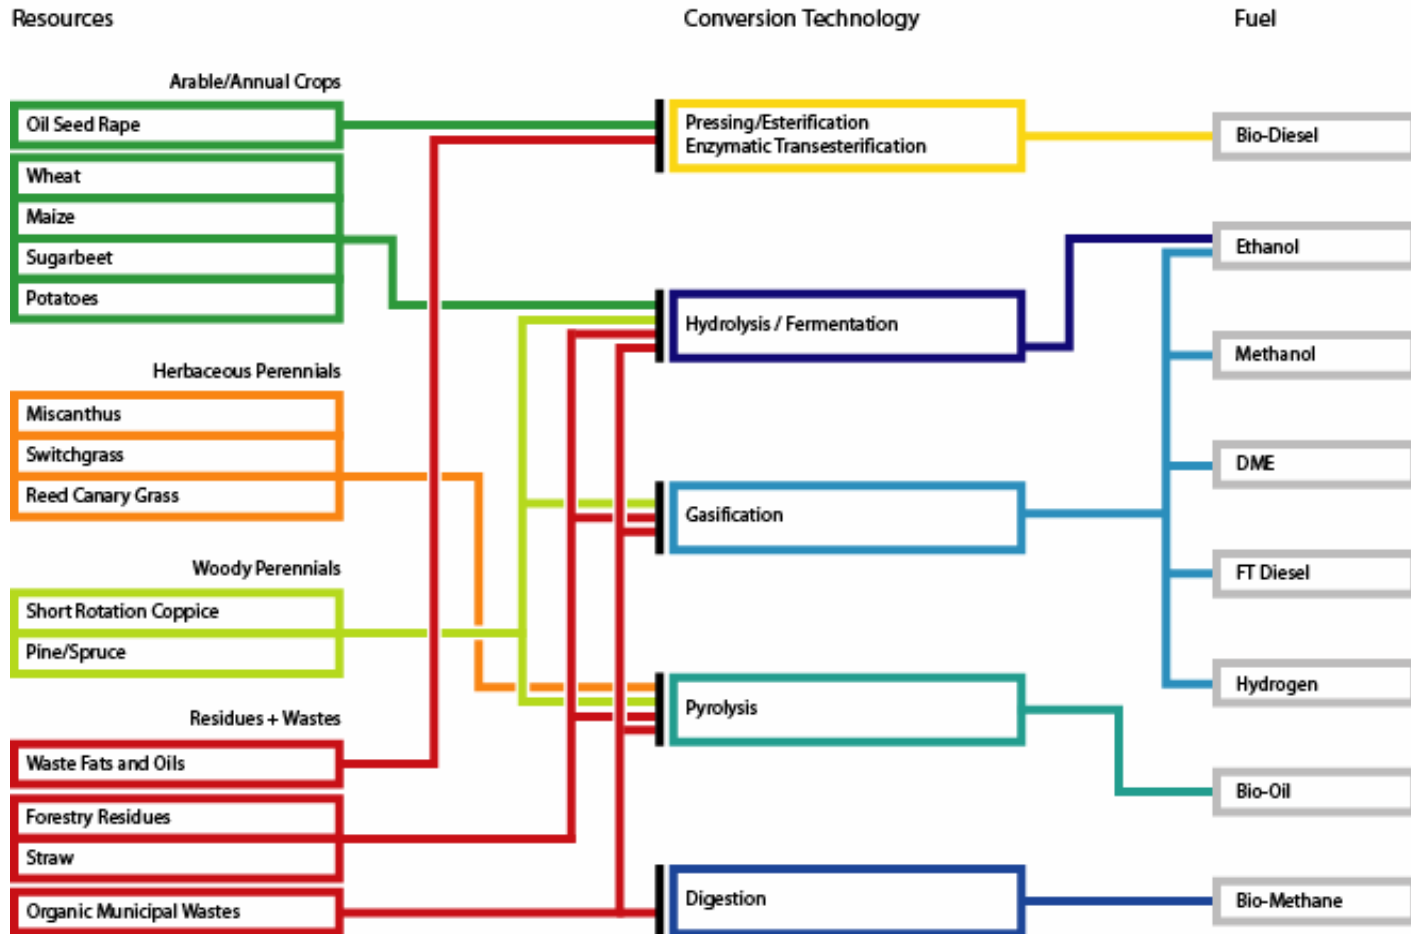 Resources
Conversion Technology
Fuel
Arable/Annual Crops
Oil Seed Rape
Wheat
Maize
Sugarbeet
Potatoes
Herbaceous Perennials
Miscanthus
Switchgrass
Reed Canary Grass
Woody Perennials
Short Rotation Coppice
Pine/Spruce
Residues + Wastes
Waste Fats and Oils
Forestry Residues
Straw
Organic Municipal Wastes
Pressing/Esterification
Enzymatic Transesterification
Hydrolysis / Fermentation
Gasification
Pyrolysis
Digestion
Bio-Diesel
Ethanol
Methanol
DME
FT Diesel
Hydrogen
Bio-Oil
Bio-Methane